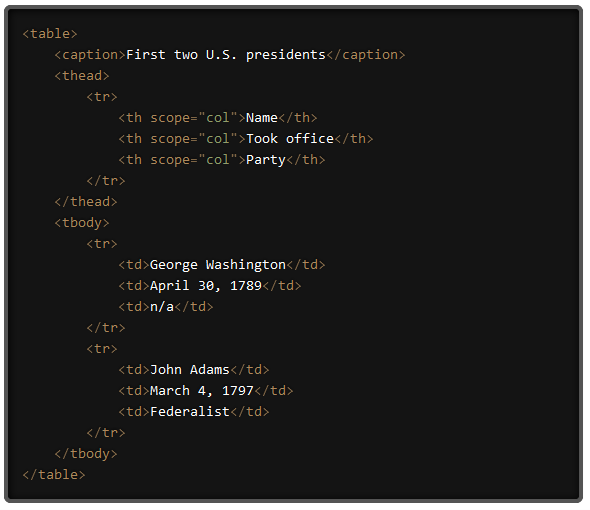 <table>
    <caption>First two U.S. presidents</caption>
    <thead>
        <tr>
            <th scope="col">Name</th>
            <th scope="col">Took office</th>
            <th scope="col">Party</th>
        </tr>
    </thead>
    <tbody>
        <tr>
            <td>George Washington</td>
            <td>April 30, 1789</td>
            <td>n/a</td>
        </tr>
        <tr>
            <td>John Adams</td>
            <td>March 4, 1797</td>
            <td>Federalist</td>
        </tr>
    </tbody>
</table>